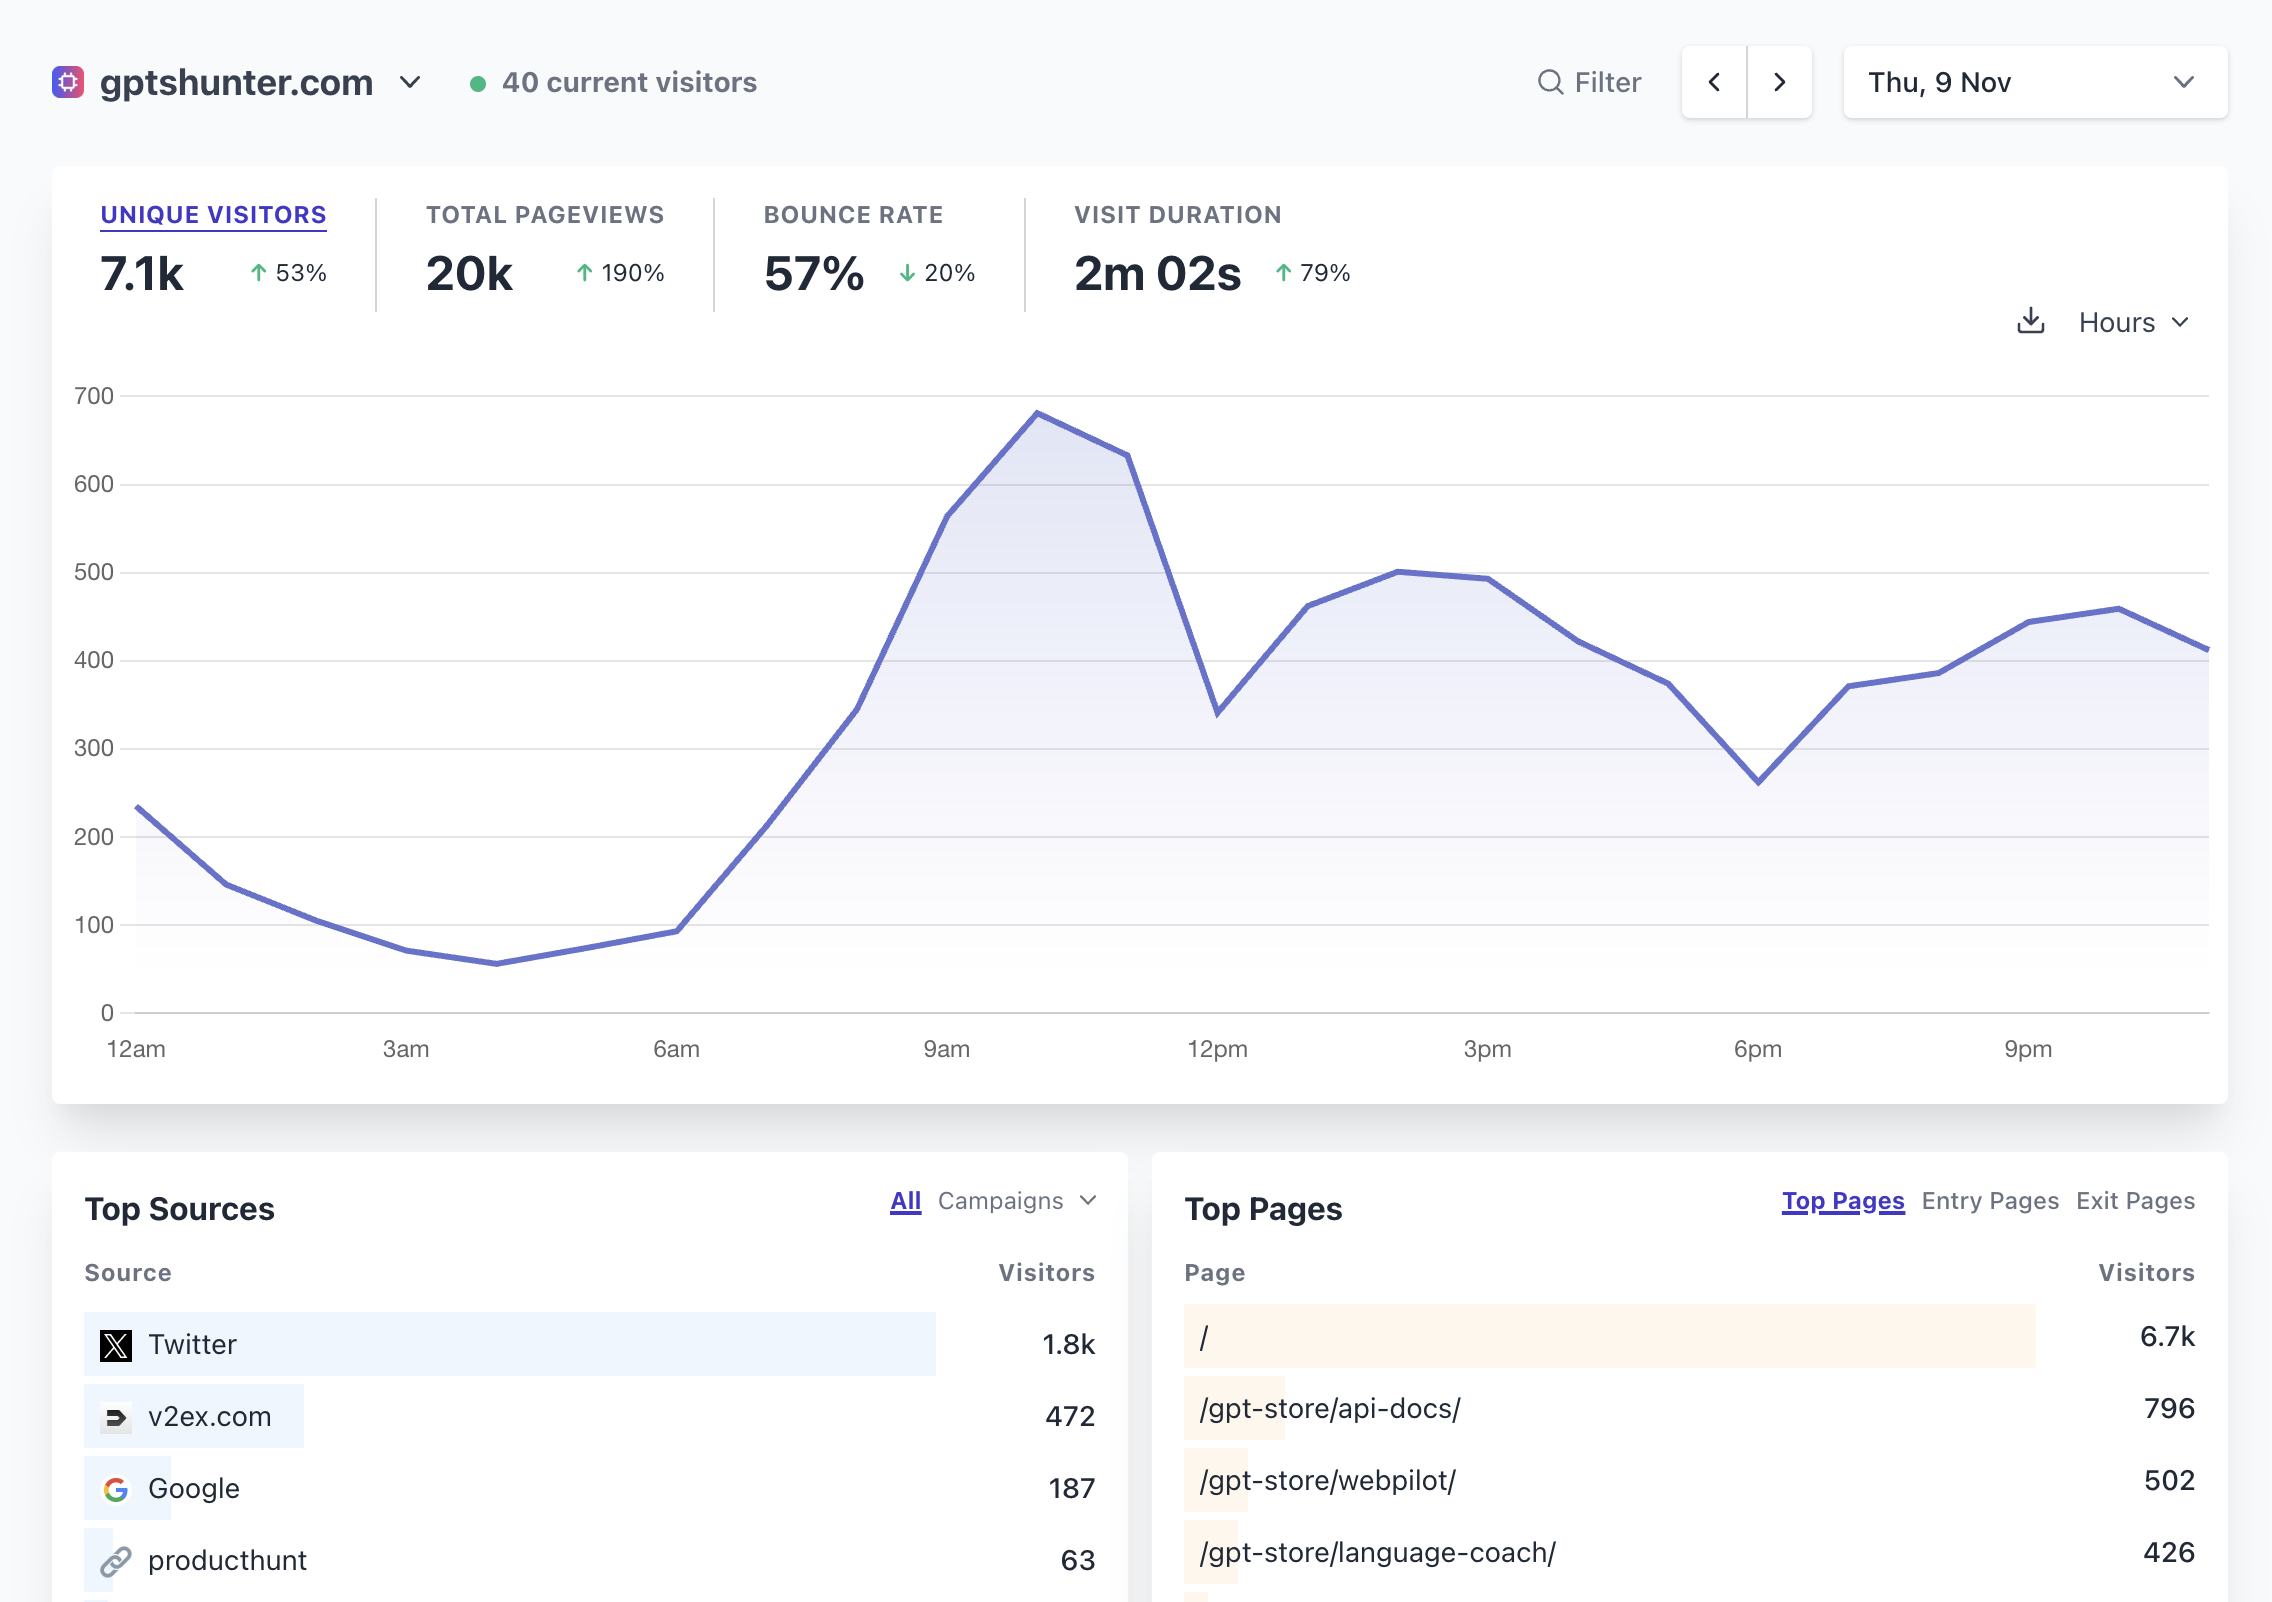 gptshunter.com
40 current visitors
Filter
Thu, 9 Nov
UNIQUE VISITORS
7.1k
53%
TOTAL PAGEVIEWS
20k
190%
BOUNCE RATE
57%
20%
VISIT DURATION
2m 02s
79%
Hours
700
600
500
400
300
200
100
0
12am 3am 6am 9am 12pm 3pm 6pm 9pm
Top Sources
All Campaigns
Source Visitors
Twitter 1.8k
v2ex.com 472
Google 187
producthunt 63
Top Pages
Top Pages Entry Pages Exit Pages
Page Visitors
/ 6.7k
/gpt-store/api-docs/ 796
/gpt-store/webpilot/ 502
/gpt-store/language-coach/ 426